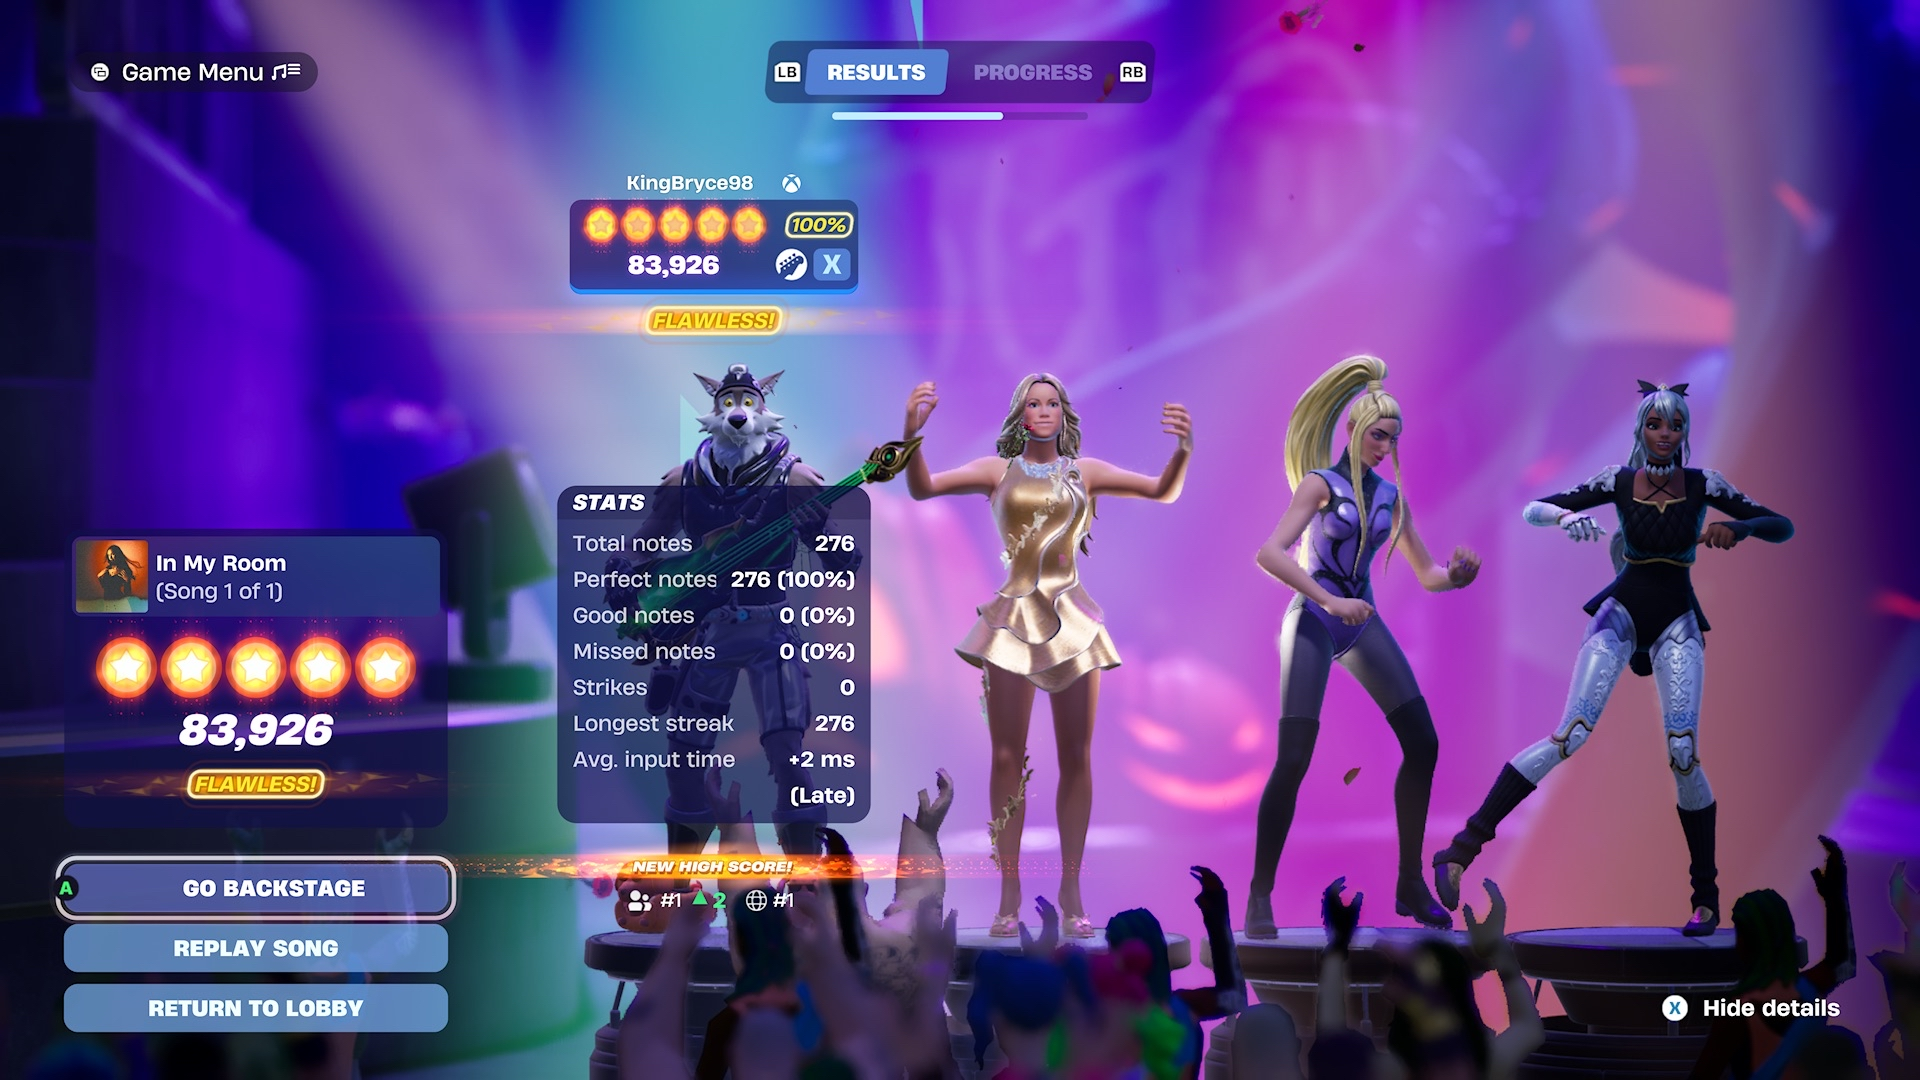 Game Menu
LB RESULTS PROGRESS RB
KingBryce98
100%
83,926 X
FLAWLESS!
STATS
Total notes 276
Perfect notes 276 (100%)
Good notes 0 (0%)
Missed notes 0 (0%)
Strikes 0
Longest streak 276
Avg. input time +2 ms
(Late)
NEW HIGH SCORE!
#1 2 #1
In My Room
(Song 1 of 1)
83,926
FLAWLESS!
A GO BACKSTAGE
REPLAY SONG
RETURN TO LOBBY
X Hide details